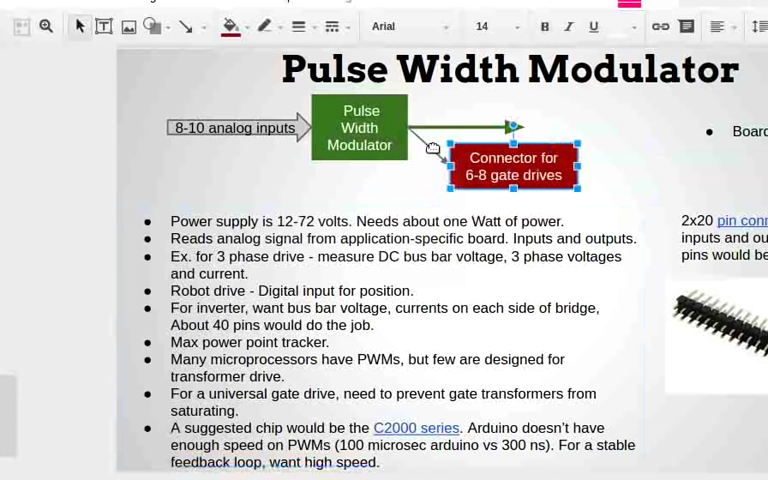 Arial
14
B
I
U
Pulse Width Modulator
Pulse
Width
Modulator
8-10 analog inputs
Connector for
6-8 gate drives
● Board
● Power supply is 12-72 volts. Needs about one Watt of power.
● Reads analog signal from application-specific board. Inputs and outputs.
● Ex. for 3 phase drive - measure DC bus bar voltage, 3 phase voltages
and current.
● Robot drive - Digital input for position.
● For inverter, want bus bar voltage, currents on each side of bridge,
About 40 pins would do the job.
● Max power point tracker.
● Many microprocessors have PWMs, but few are designed for
transformer drive.
● For a universal gate drive, need to prevent gate transformers from
saturating.
● A suggested chip would be the C2000 series. Arduino doesn't have
enough speed on PWMs (100 microsec arduino vs 300 ns). For a stable
feedback loop, want high speed.
2x20 pin conn
inputs and ou
pins would be